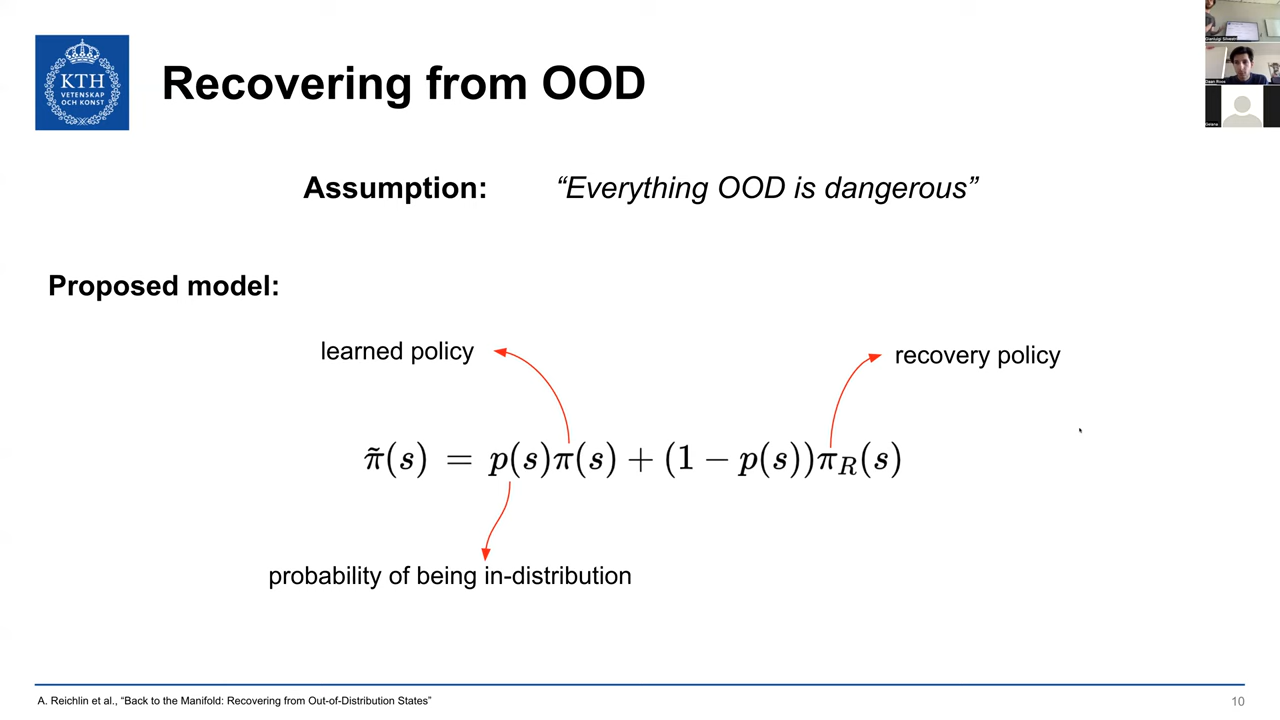 KTH
VETENSKAP
OCH KONST
Recovering from OOD
Assumption: “Everything OOD is dangerous”
Proposed model:
learned policy
recovery policy
π̃(s) = p(s)π(s) + (1 − p(s))π_R(s)
probability of being in-distribution
A. Reichlin et al., “Back to the Manifold: Recovering from Out-of-Distribution States”
10